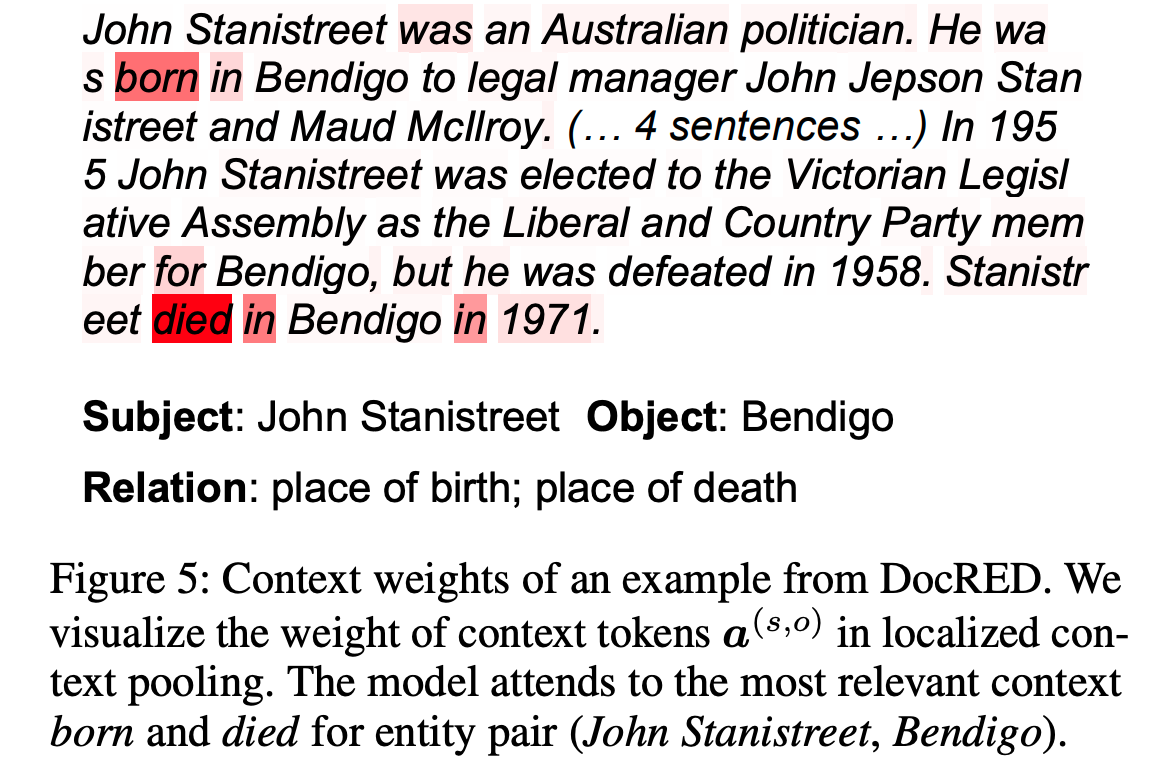 John Stanistreet was an Australian politician. He wa
s born in Bendigo to legal manager John Jepson Stan
istreet and Maud McIlroy. (… 4 sentences …) In 195
5 John Stanistreet was elected to the Victorian Legisl
ative Assembly as the Liberal and Country Party mem
ber for Bendigo, but he was defeated in 1958. Stanistr
eet died in Bendigo in 1971.
Subject: John Stanistreet Object: Bendigo
Relation: place of birth; place of death
Figure 5: Context weights of an example from DocRED. We
visualize the weight of context tokens a^(s,o) in localized con-
text pooling. The model attends to the most relevant context
born and died for entity pair (John Stanistreet, Bendigo).